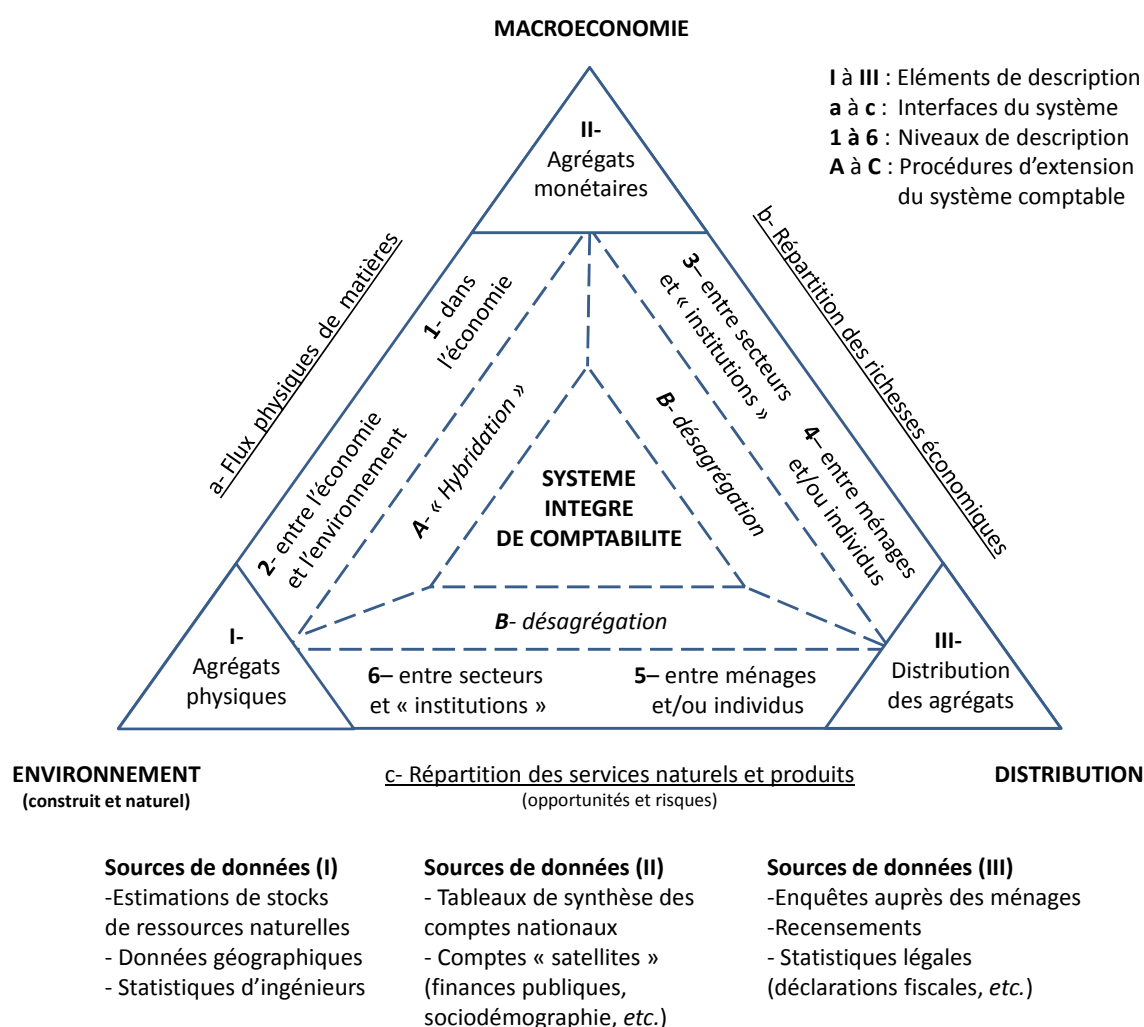 MACROECONOMIE
I à III : Eléments de description
a à c : Interfaces du système
1 à 6 : Niveaux de description
A à C : Procédures d'extension
du système comptable
II-
Agrégats
monétaires
a- Flux physiques de matières
b- Répartition des richesses économiques
1- dans
l'économie
2- entre l'économie
et l'environnement
3– entre secteurs
et « institutions »
4– entre ménages
et/ou individus
A- « Hybridation »
B- désagrégation
SYSTEME
INTEGRE
DE COMPTABILITE
B- désagrégation
I-
Agrégats
physiques
6– entre secteurs
et « institutions »
5– entre ménages
et/ou individus
III-
Distribution
des agrégats
ENVIRONNEMENT
(construit et naturel)
c- Répartition des services naturels et produits
(opportunités et risques)
DISTRIBUTION
Sources de données (I)
-Estimations de stocks
de ressources naturelles
- Données géographiques
- Statistiques d'ingénieurs
Sources de données (II)
- Tableaux de synthèse des
comptes nationaux
- Comptes « satellites »
(finances publiques,
sociodémographie, etc.)
Sources de données (III)
-Enquêtes auprès des ménages
-Recensements
- Statistiques légales
(déclarations fiscales, etc.)